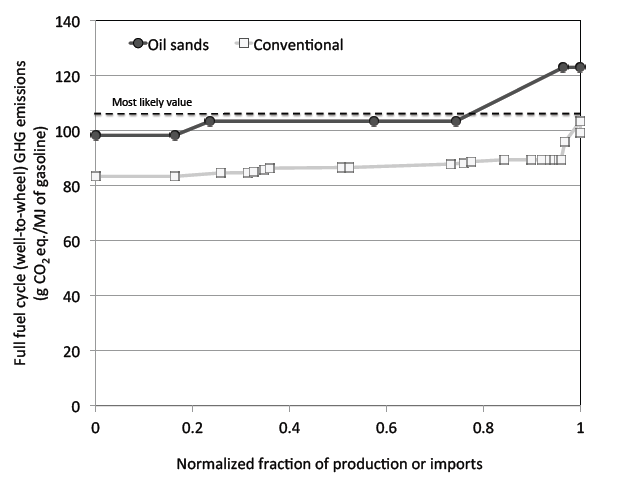 140
Oil sands Conventional
120
Most likely value
100
80
60
40
20
0
0 0.2 0.4 0.6 0.8 1
Normalized fraction of production or imports
Full fuel cycle (well-to-wheel) GHG emissions
(g CO2 eq./MJ of gasoline)